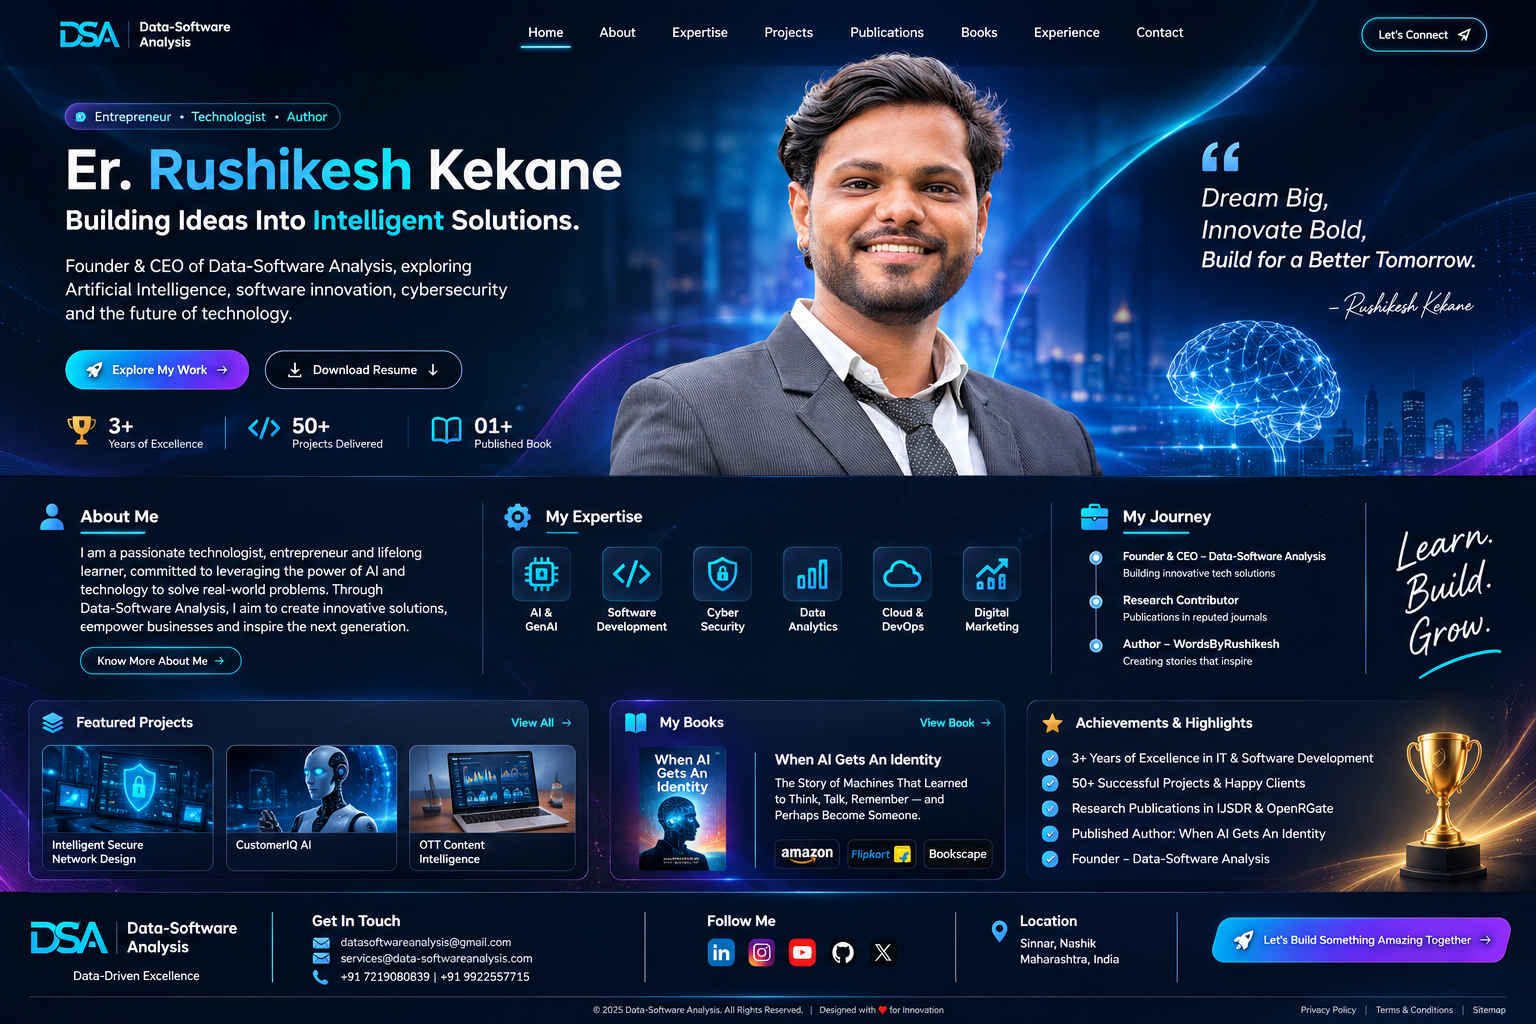 DSA
Data-Software
Analysis
Home
About
Expertise
Projects
Publications
Books
Experience
Contact
Let's Connect
Entrepreneur • Technologist • Author
Er. Rushikesh Kekane
Building Ideas Into Intelligent Solutions.
Founder & CEO of Data-Software Analysis, exploring
Artificial Intelligence, software innovation, cybersecurity
and the future of technology.
Explore My Work →
Download Resume ↓
3+
Years of Excellence
50+
Projects Delivered
01+
Published Book
“
Dream Big,
Innovate Bold,
Build for a Better Tomorrow.
– Rushikesh Kekane
About Me
I am a passionate technologist, entrepreneur and lifelong
learner, committed to leveraging the power of AI and
technology to solve real-world problems. Through
Data-Software Analysis, I aim to create innovative solutions,
eempower businesses and inspire the next generation.
Know More About Me →
My Expertise
AI &
GenAI
Software
Development
Cyber
Security
Data
Analytics
Cloud &
DevOps
Digital
Marketing
My Journey
Founder & CEO – Data-Software Analysis
Building innovative tech solutions
Research Contributor
Publications in reputed journals
Author – WordsByRushikesh
Creating stories that inspire
Learn.
Build.
Grow.
Featured Projects
View All →
Intelligent Secure
Network Design
CustomerIQ AI
OTT Content
Intelligence
My Books
View Book →
When AI
Gets An
Identity
When AI Gets An Identity
The Story of Machines That Learned
to Think, Talk, Remember — and
Perhaps Become Someone.
amazon
Flipkart
Bookscape
Achievements & Highlights
3+ Years of Excellence in IT & Software Development
50+ Successful Projects & Happy Clients
Research Publications in IJSDR & OpenRGate
Published Author: When AI Gets An Identity
Founder – Data-Software Analysis
DSA
Data-Software
Analysis
Data-Driven Excellence
Get In Touch
datasoftwareanalysis@gmail.com
services@data-softwareanalysis.com
+91 7219080839 | +91 9922557715
Follow Me
in
X
Location
Sinnar, Nashik
Maharashtra, India
Let's Build Something Amazing Together →
© 2025 Data-Software Analysis. All Rights Reserved. | Designed with ❤ for Innovation
Privacy Policy | Terms & Conditions | Sitemap